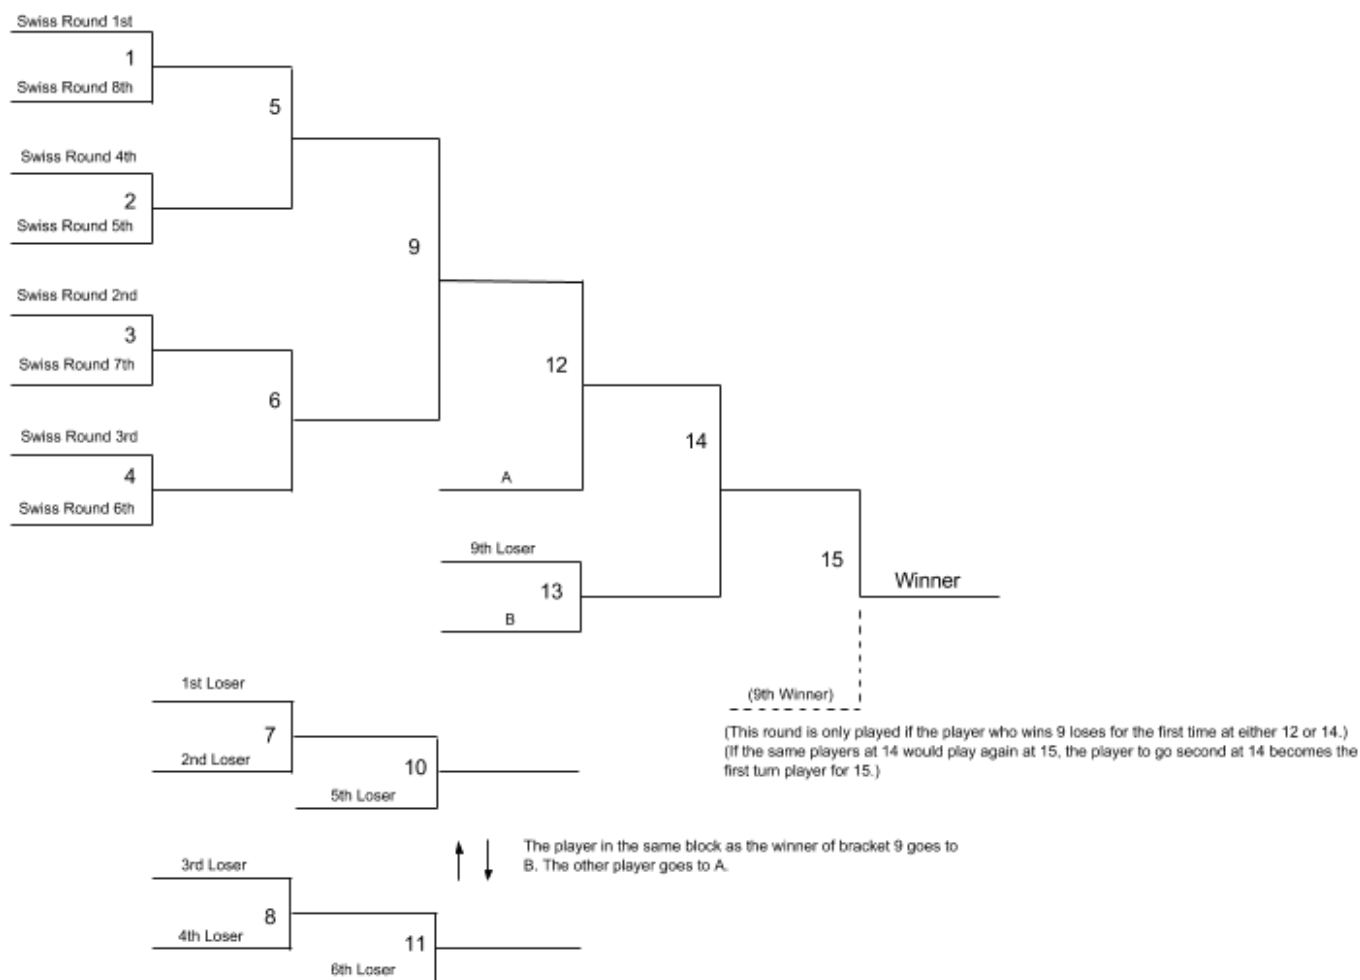 Swiss Round 1st
1
Swiss Round 8th
5
Swiss Round 4th
2
Swiss Round 5th
9
Swiss Round 2nd
3
Swiss Round 7th
12
6
Swiss Round 3rd
14
4
A
Swiss Round 6th
9th Loser
15
Winner
13
B
1st Loser
(9th Winner)
7
(This round is only played if the player who wins 9 loses for the first time at either 12 or 14.)
2nd Loser
(If the same players at 14 would play again at 15, the player to go second at 14 becomes the
10
first turn player for 15.)
5th Loser
The player in the same block as the winner of bracket 9 goes to
B. The other player goes to A.
3rd Loser
8
4th Loser
11
6th Loser